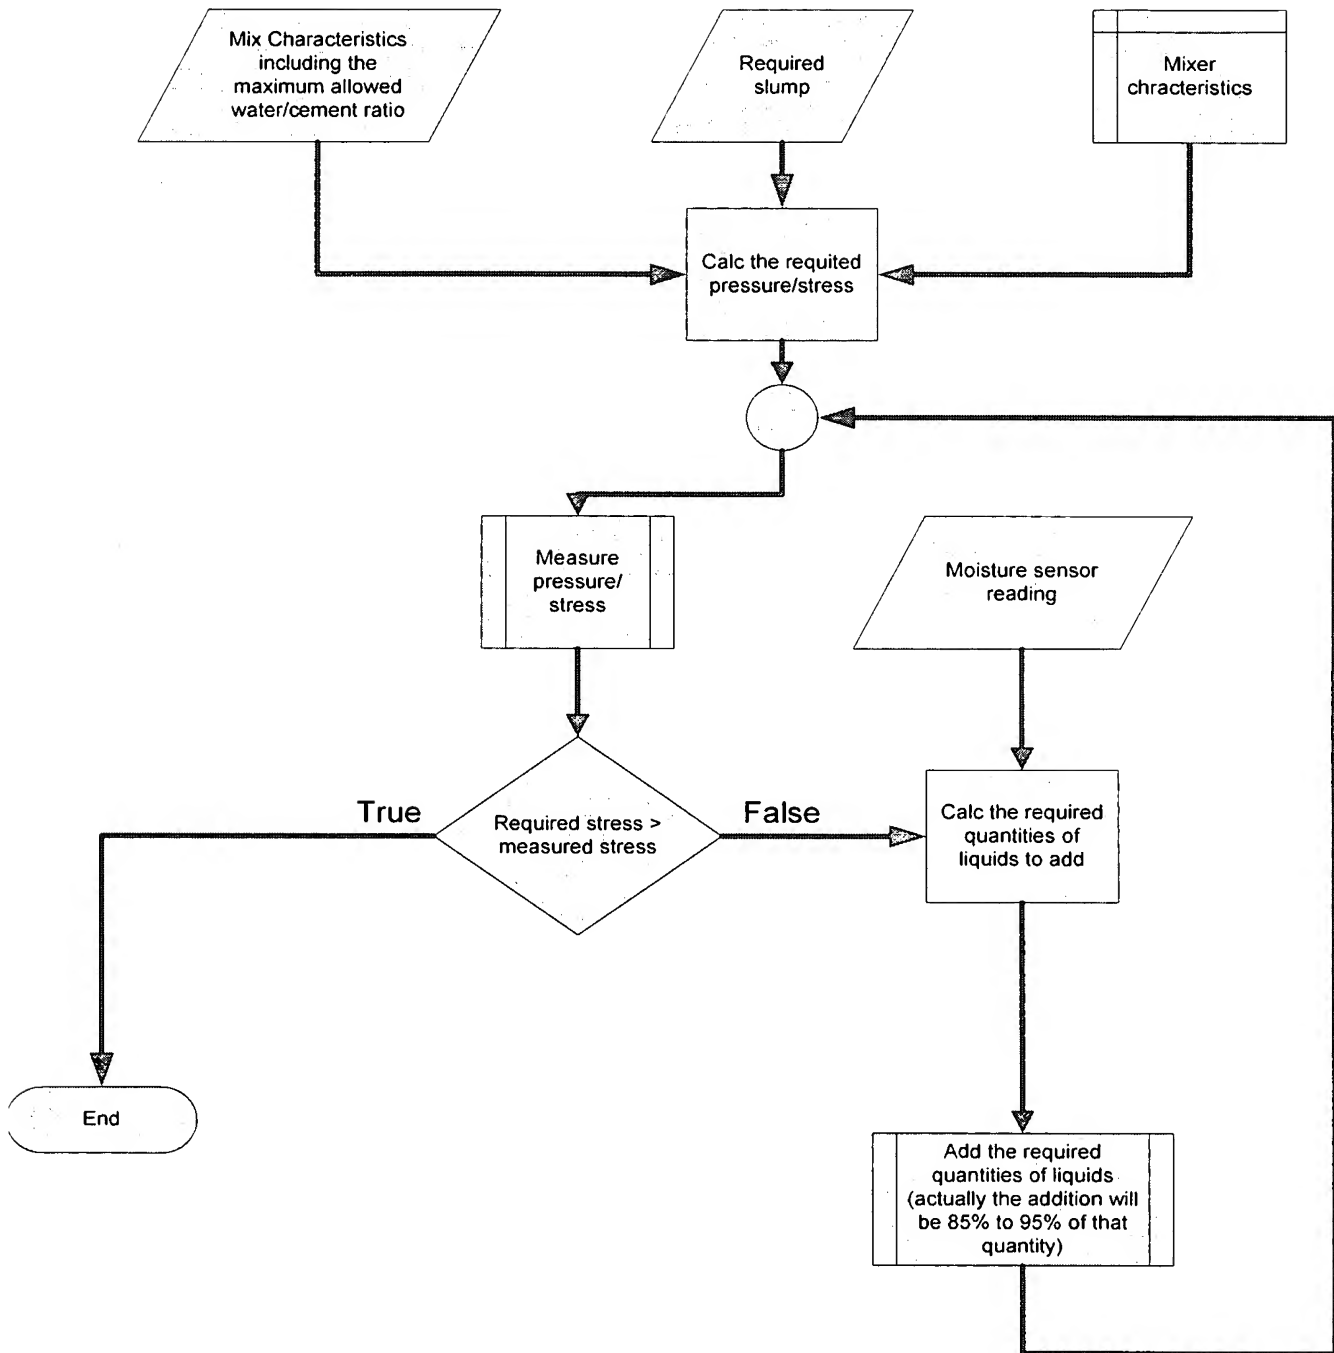 Mix Characteristics
including the
maximum allowed
water/cement ratio
Required
slump
Mixer
chracteristics
Calc the requited
pressure/stress
Measure
pressure/
stress
Moisture sensor
reading
True
Required stress >
measured stress
False
Calc the required
quantities of
liquids to add
End
Add the required
quantities of liquids
(actually the addition will
be 85% to 95% of that
quantity)